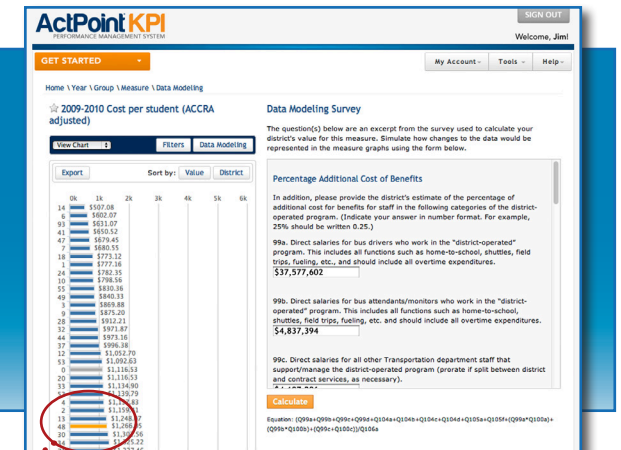 ActPoint KPI
PERFORMANCE MANAGEMENT SYSTEM
SIGN OUT
Welcome, Jim!
GET STARTED
My Account
Tools
Help
Home \ Year \ Group \ Measure \ Data Modeling
2009-2010 Cost per student (ACCRA
adjusted)
View Chart
Filters
Data Modeling
Export
Sort by:
Value
District
0k 1k 2k 3k 4k 5k 6k
14 $507.08
6 $602.07
93 $631.07
41 $650.52
47 $679.45
7 $680.55
18 $773.12
1 $777.16
24 $782.35
10 $798.56
55 $830.36
49 $840.33
3 $869.88
9 $875.20
28 $912.21
32 $971.87
44 $973.16
37 $996.38
12 $1,052.70
53 $1,092.63
0 $1,116.53
20 $1,116.53
33 $1,134.90
$1,139.79
4
2
13
48
30
Data Modeling Survey
The question(s) below are an excerpt from the survey used to calculate your
district's value for this measure. Simulate how changes to the data would be
represented in the measure graphs using the form below.
Percentage Additional Cost of Benefits
In addition, please provide the district's estimate of the percentage of
additional cost for benefits for staff in the following categories of the district-
operated program. (Indicate your answer in number format. For example,
25% should be written 0.25.)
99a. Direct salaries for bus drivers who work in the "district-operated"
program. This includes all functions such as home-to-school, shuttles, field
trips, fueling, etc., and should include all overtime expenditures.
$37,577,602
99b. Direct salaries for bus attendants/monitors who work in the "district-
operated" program. This includes all functions such as home-to-school,
shuttles, field trips, fueling, etc. and should include all overtime expenditures.
$4,837,394
99c. Direct salaries for all other Transportation department staff that
support/manage the district-operated program (prorate if split between district
and contract services, as necessary).
Calculate
Equation: (Q99a+Q99b+Q99c+Q99d+Q104a+Q104b+Q104c+Q104d+Q105a+Q105f+(Q99a*Q100a)+
(Q99b*Q100b)+(Q99c+Q100c))/Q106a